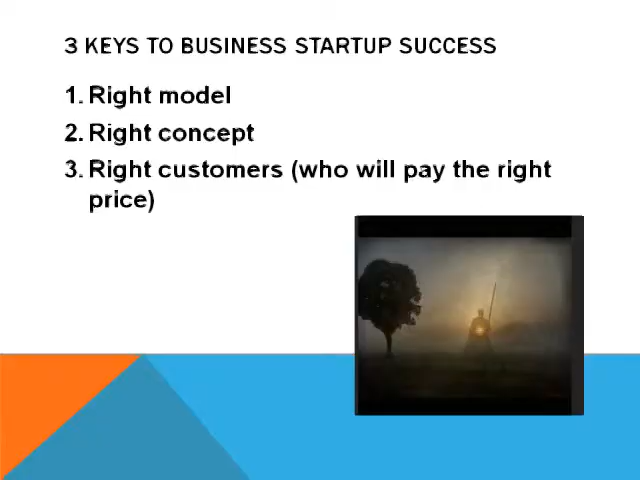 3 KEYS TO BUSINESS STARTUP SUCCESS
1. Right model
2. Right concept
3. Right customers (who will pay the right
price)